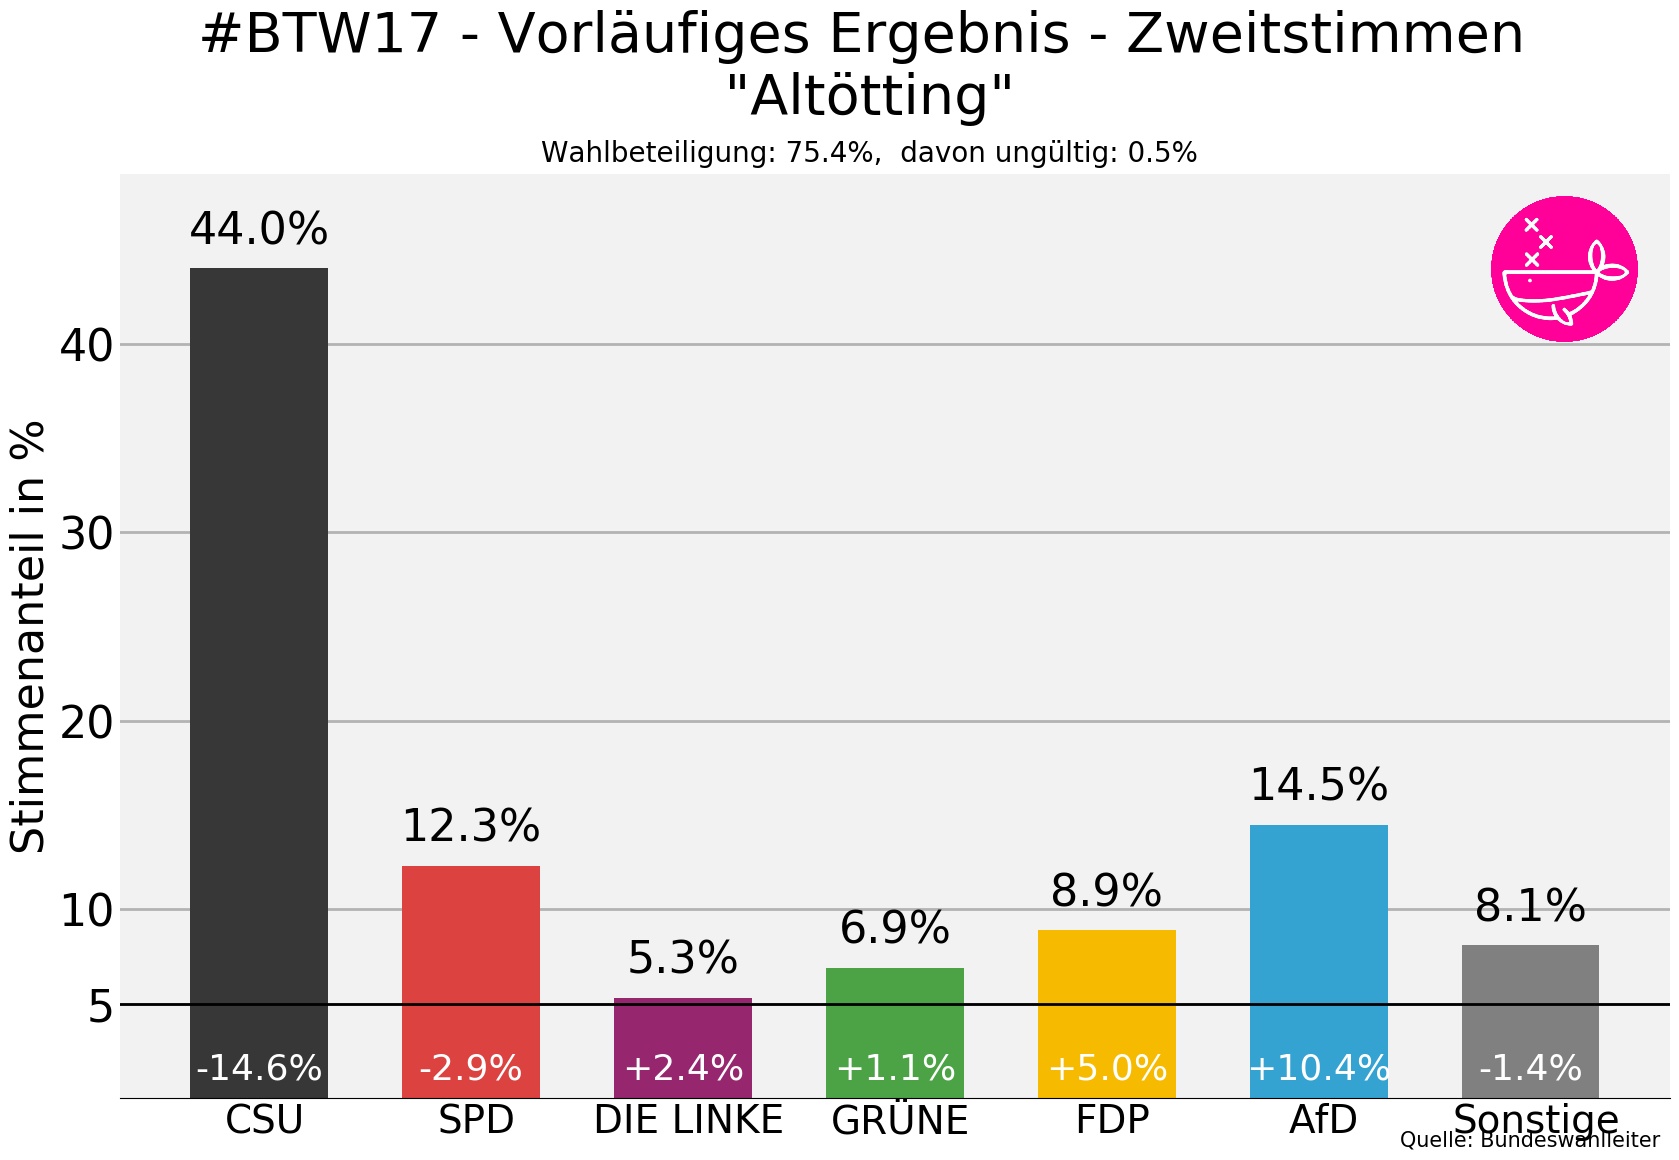 #BTW17 - Vorläufiges Ergebnis - Zweitstimmen
"Altötting"
Wahlbeteiligung: 75.4%,  davon ungültig: 0.5%
Stimmenanteil in %
40
30
20
10
5
44.0%
12.3%
5.3%
6.9%
8.9%
14.5%
8.1%
-14.6%
-2.9%
+2.4%
+1.1%
+5.0%
+10.4%
-1.4%
CSU
SPD
DIE LINKE
GRÜNE
FDP
AfD
Sonstige
Quelle: Bundeswahlleiter